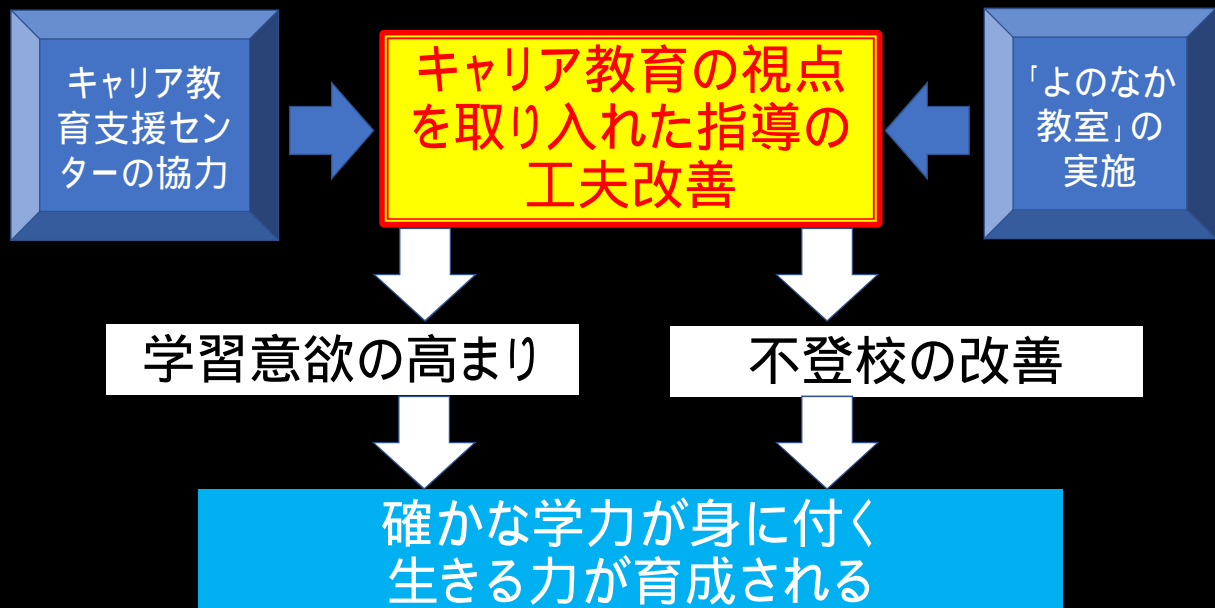 キャリア教
育支援セン
ターの協力
キャリア教育の視点
を取り入れた指導の
工夫改善
「よのなか
教室」の
実施
学習意欲の高まり
不登校の改善
確かな学力が身に付く
生きる力が育成される